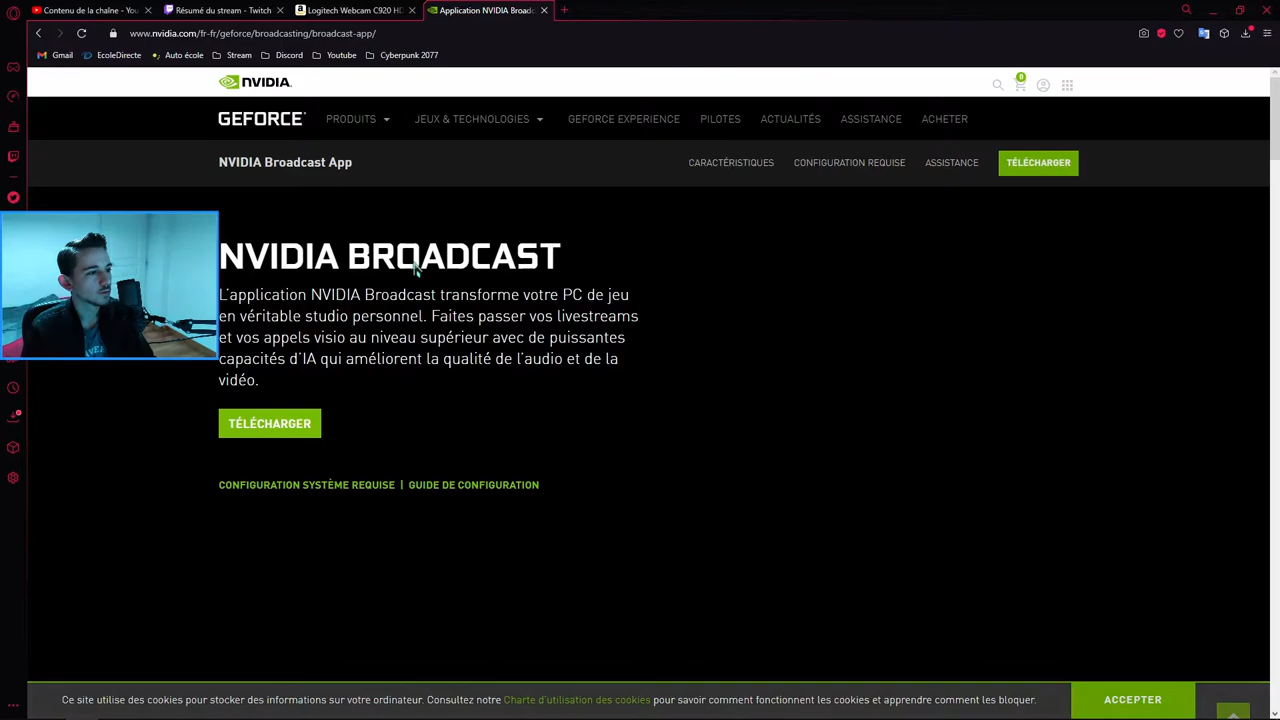 Contenu de la chaîne - You
Résumé du stream - Twitch
Logitech Webcam C920 HD
Application NVIDIA Broadc
www.nvidia.com/fr-fr/geforce/broadcasting/broadcast-app/
Gmail
EcoleDirecte
Auto école
Stream
Discord
Youtube
Cyberpunk 2077
NVIDIA.
0
GEFORCE
PRODUITS
JEUX & TECHNOLOGIES
GEFORCE EXPERIENCE
PILOTES
ACTUALITÉS
ASSISTANCE
ACHETER
NVIDIA Broadcast App
CARACTÉRISTIQUES
CONFIGURATION REQUISE
ASSISTANCE
TÉLÉCHARGER
NVIDIA BROADCAST
L'application NVIDIA Broadcast transforme votre PC de jeu
en véritable studio personnel. Faites passer vos livestreams
et vos appels visio au niveau supérieur avec de puissantes
capacités d'IA qui améliorent la qualité de l'audio et de la
vidéo.
TÉLÉCHARGER
CONFIGURATION SYSTÈME REQUISE | GUIDE DE CONFIGURATION
Ce site utilise des cookies pour stocker des informations sur votre ordinateur. Consultez notre Charte d'utilisation des cookies pour savoir comment fonctionnent les cookies et apprendre comment les bloquer.
ACCEPTER